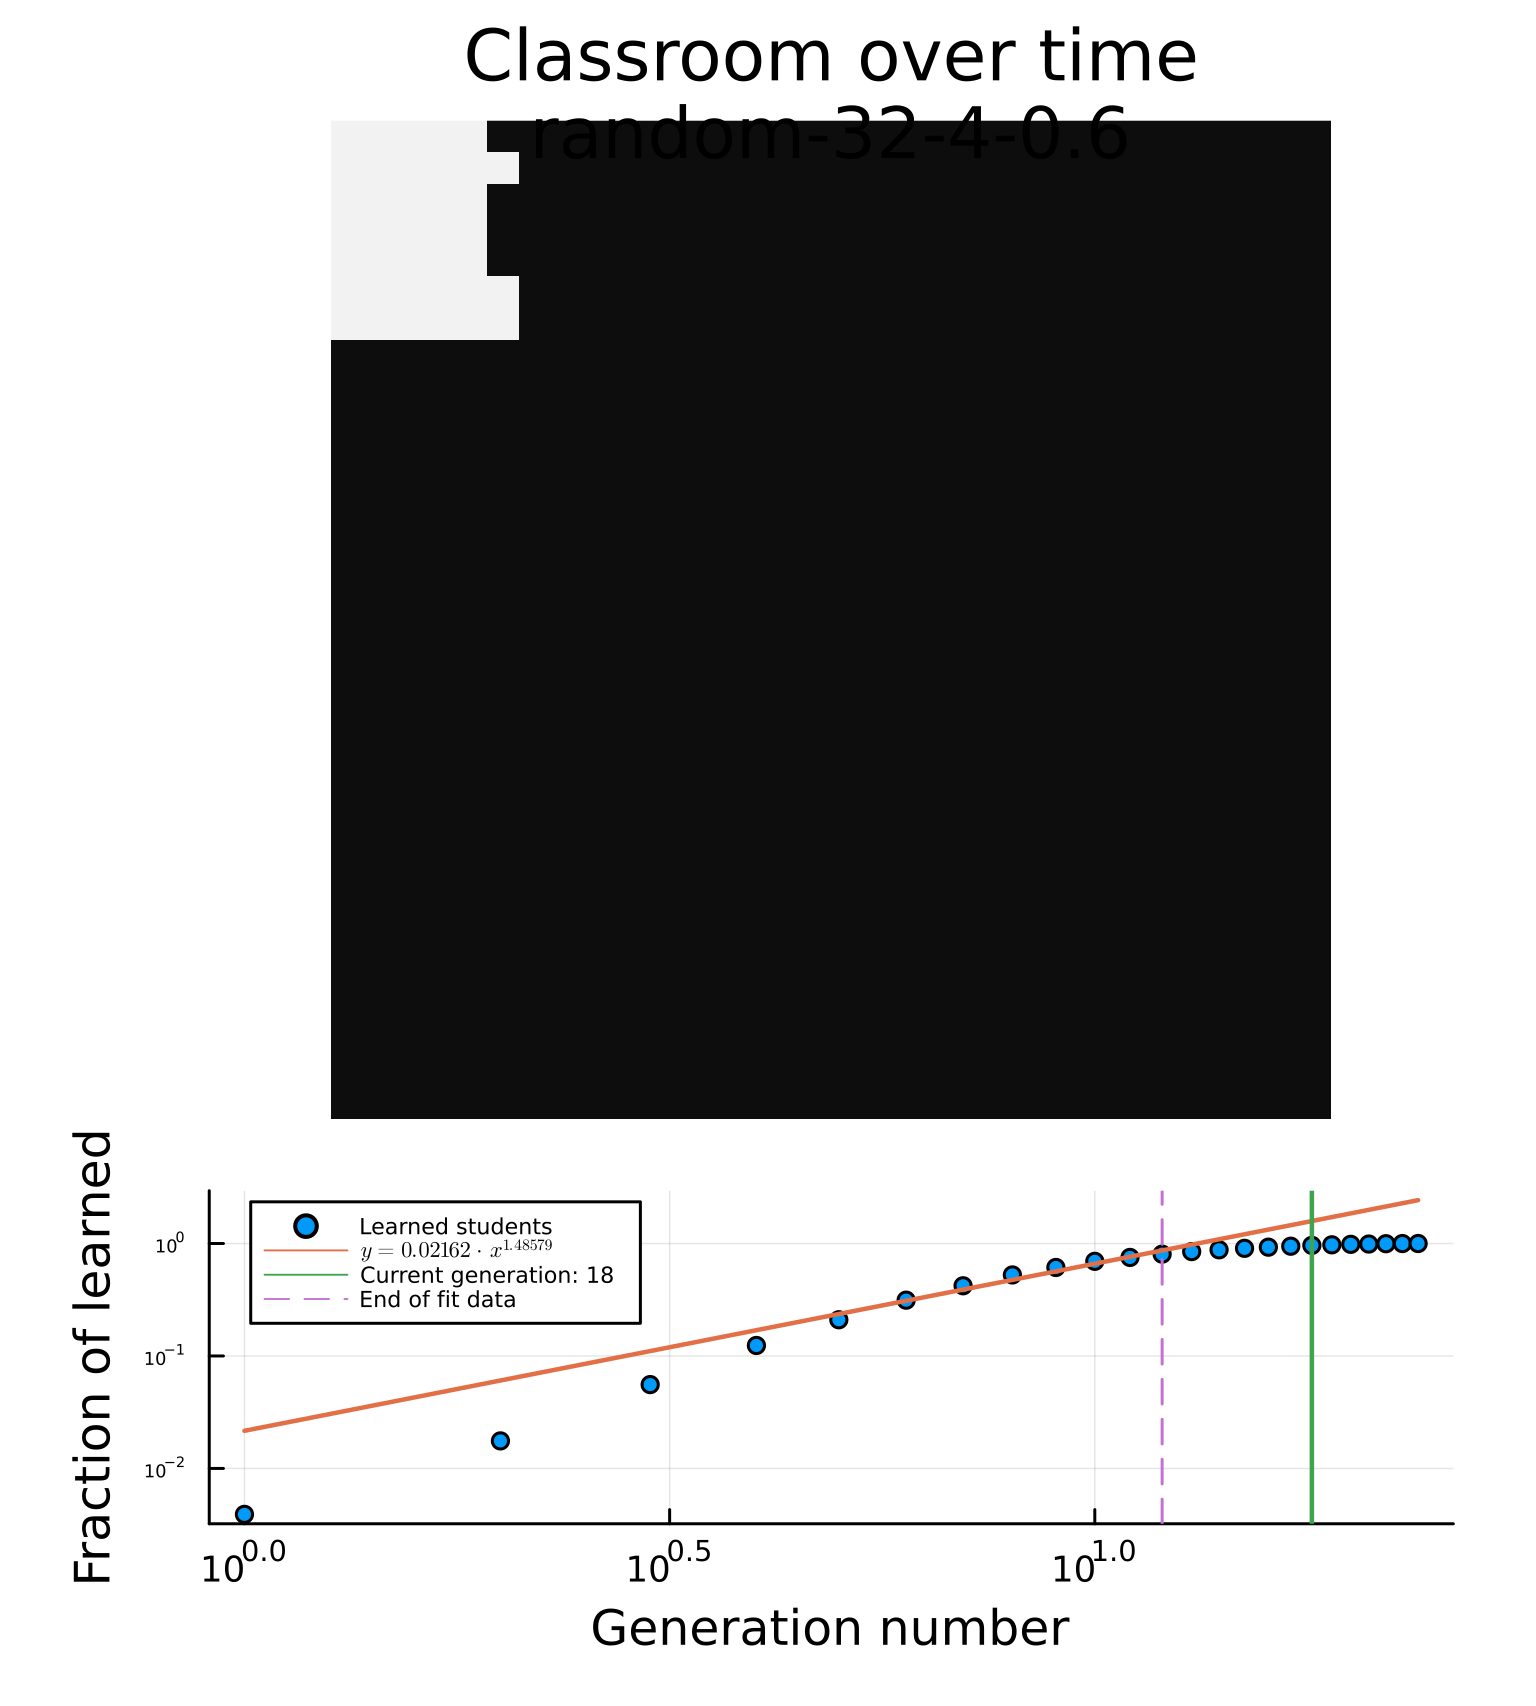 Classroom over time
random-32-4-0.6
Fraction of learned
10⁰
10⁻¹
10⁻²
Learned students
y = 0.02162 · x^1.48579
Current generation: 18
End of fit data
10^0.0
10^0.5
10^1.0
Generation number